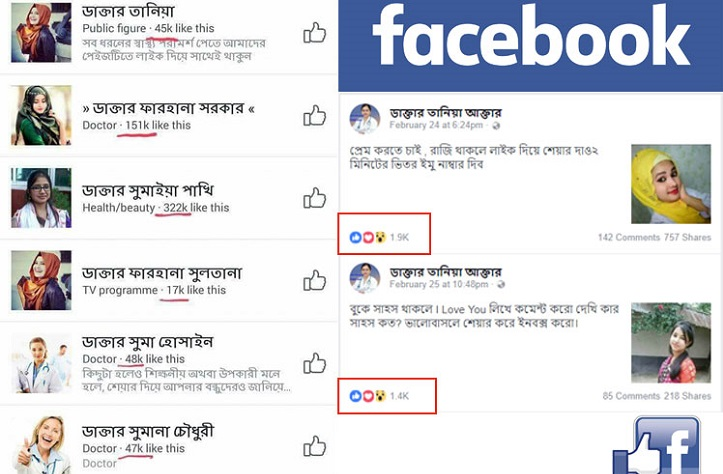 ডাক্তার তানিয়া
Public figure · 45k like this
সব ধরনের স্বাস্থ্য পরামর্শ পেতে আমাদের
পেইজটিতে লাইক দিয়ে সাথেই থাকুন
» ডাক্তার ফারহানা সরকার «
Doctor · 151k like this
ডাক্তার সুমাইয়া পাখি
Health/beauty · 322k like this
ডাক্তার ফারহানা সুলতানা
TV programme · 17k like this
ডাক্তার সুমা হোসাইন
Doctor · 48k like this
কিছুটা হলেও শিক্ষনীয় অথব্য উপকারী মনে
হলে, শেয়ার দিয়ে আপনার বন্ধুদেরও জানিয়ে...
ডাক্তার সুমানা চৌধুরী
Doctor · 47k like this
Doctor
facebook
ডাক্তার তানিয়া আক্তার
February 24 at 6:24pm ·
প্রেম করতে চাই , রাজি থাকলে লাইক দিয়ে শেয়ার দাও২
মিনিটের ভিতর ইমু নাম্বার দিব
1.9K
142 Comments 757 Shares
ডাক্তার তানিয়া আক্তার
February 25 at 10:48pm ·
বুকে সাহস থাকলে I Love You লিখে কমেন্ট করো দেখি কার
সাহস কত? ভালোবাসলে শেয়ার করে ইনবক্স করো।
1.4K
85 Comments 218 Shares
f